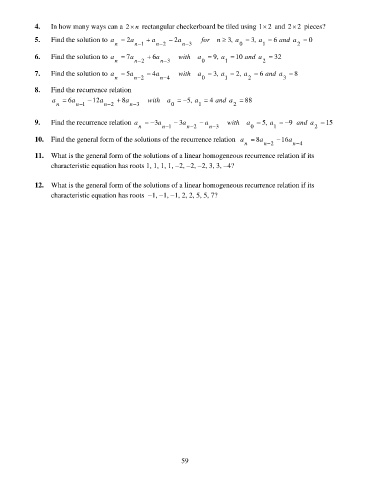 4. In how many ways can a 2 × n rectangular checkerboard be tiled using 1 × 2 and 2 × 2 pieces?
5. Find the solution to a_n = 2a_{n−1} + a_{n−2} − 2a_{n−3} for n ≥ 3, a_0 = 3, a_1 = 6 and a_2 = 0
6. Find the solution to a_n = 7a_{n−2} + 6a_{n−3} with a_0 = 9, a_1 = 10 and a_2 = 32
7. Find the solution to a_n = 5a_{n−2} − 4a_{n−4} with a_0 = 3, a_1 = 2, a_2 = 6 and a_3 = 8
8. Find the recurrence relation
a_n = 6a_{n−1} − 12a_{n−2} + 8a_{n−3} with a_0 = −5, a_1 = 4 and a_2 = 88
9. Find the recurrence relation a_n = −3a_{n−1} − 3a_{n−2} − a_{n−3} with a_0 = 5, a_1 = −9 and a_2 = 15
10. Find the general form of the solutions of the recurrence relation a_n = 8a_{n−2} − 16a_{n−4}
11. What is the general form of the solutions of a linear homogeneous recurrence relation if its
characteristic equation has roots 1, 1, 1, 1, −2, −2, −2, 3, 3, −4?
12. What is the general form of the solutions of a linear homogeneous recurrence relation if its
characteristic equation has roots −1, −1, −1, 2, 2, 5, 5, 7?
59